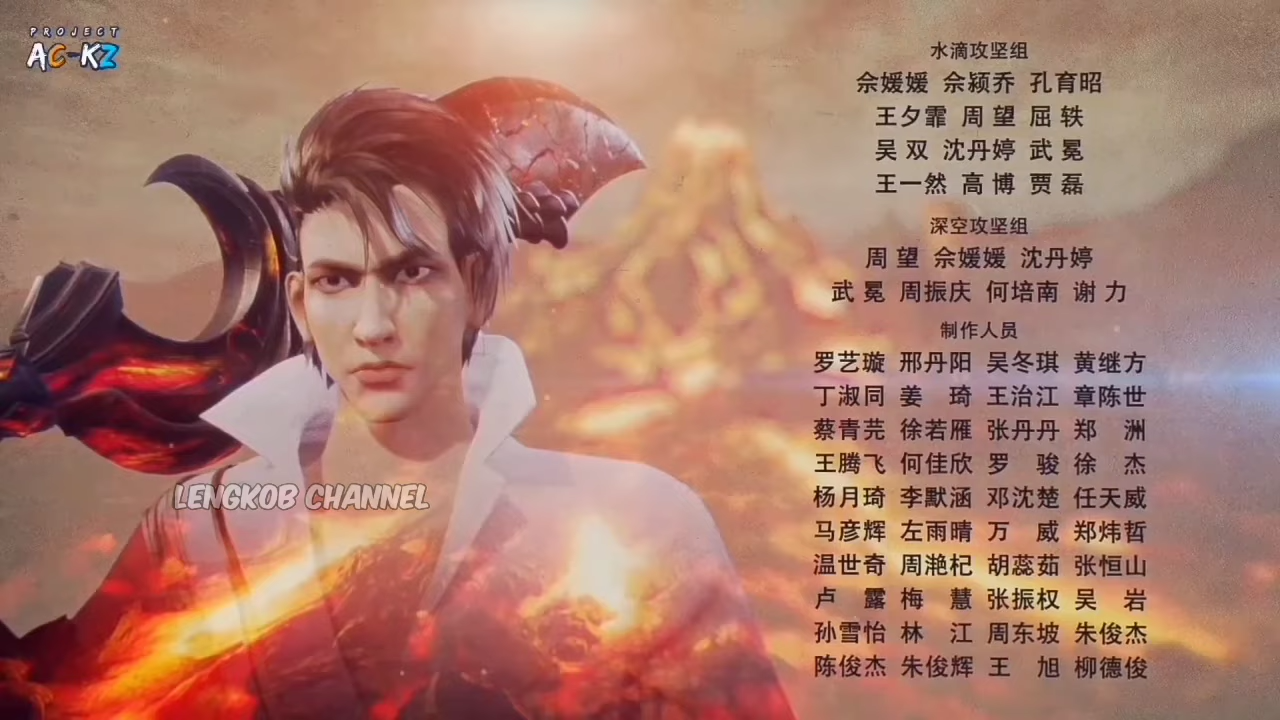 PROJECT
AC-KZ
LENGKOB CHANNEL
水滴攻坚组
佘媛媛 佘颍乔 孔育昭
王夕霏 周望 屈轶
吴双 沈丹婷 武冕
王一然 高博 贾磊
深空攻坚组
周望 佘媛媛 沈丹婷
武冕 周振庆 何培南 谢力
制作人员
罗艺璇 邢丹阳 吴冬琪 黄继方
丁淑同 姜琦 王治江 章陈世
蔡青芫 徐若雁 张丹丹 郑洲
王腾飞 何佳欣 罗骏 徐杰
杨月琦 李默涵 邓沈楚 任天威
马彦辉 左雨晴 万威 郑炜哲
温世奇 周滟杞 胡蕊茹 张恒山
卢露 梅慧 张振权 吴岩
孙雪怡 林江 周东坡 朱俊杰
陈俊杰 朱俊辉 王旭 柳德俊